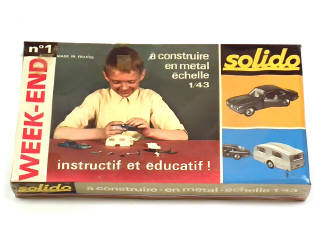 nº1
MADE IN FRANCE
WEEK-END
à construire
en metal
échelle
1/43
solido
instructif et educatif !
solido
à construire - en metal - échelle 1/43